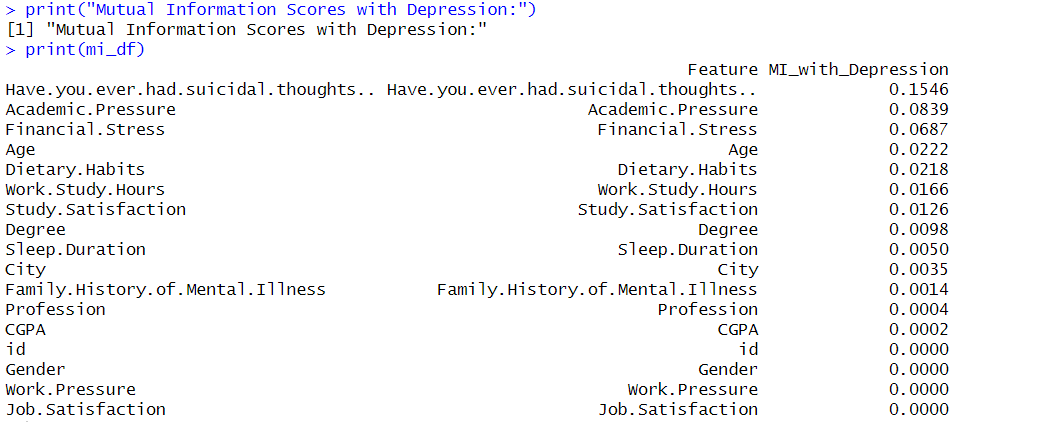 > print("Mutual Information Scores with Depression:")
[1] "Mutual Information Scores with Depression:"
> print(mi_df)
Feature MI_with_Depression
Have.you.ever.had.suicidal.thoughts.. Have.you.ever.had.suicidal.thoughts.. 0.1546
Academic.Pressure Academic.Pressure 0.0839
Financial.Stress Financial.Stress 0.0687
Age Age 0.0222
Dietary.Habits Dietary.Habits 0.0218
Work.Study.Hours Work.Study.Hours 0.0166
Study.Satisfaction Study.Satisfaction 0.0126
Degree Degree 0.0098
Sleep.Duration Sleep.Duration 0.0050
City City 0.0035
Family.History.of.Mental.Illness Family.History.of.Mental.Illness 0.0014
Profession Profession 0.0004
CGPA CGPA 0.0002
id id 0.0000
Gender Gender 0.0000
Work.Pressure Work.Pressure 0.0000
Job.Satisfaction Job.Satisfaction 0.0000